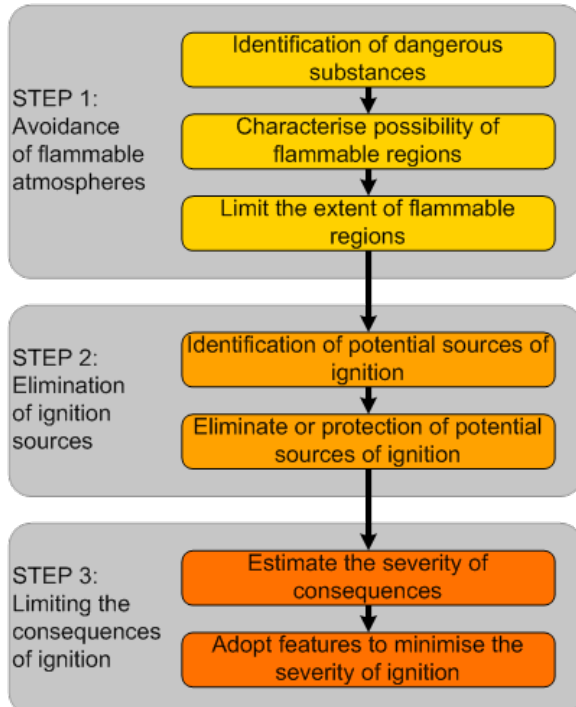 STEP 1:
Avoidance
of flammable
atmospheres
Identification of dangerous
substances
Characterise possibility of
flammable regions
Limit the extent of flammable
regions
STEP 2:
Elimination
of ignition
sources
Identification of potential sources of
ignition
Eliminate or protection of potential
sources of ignition
STEP 3:
Limiting the
consequences
of ignition
Estimate the severity of
consequences
Adopt features to minimise the
severity of ignition